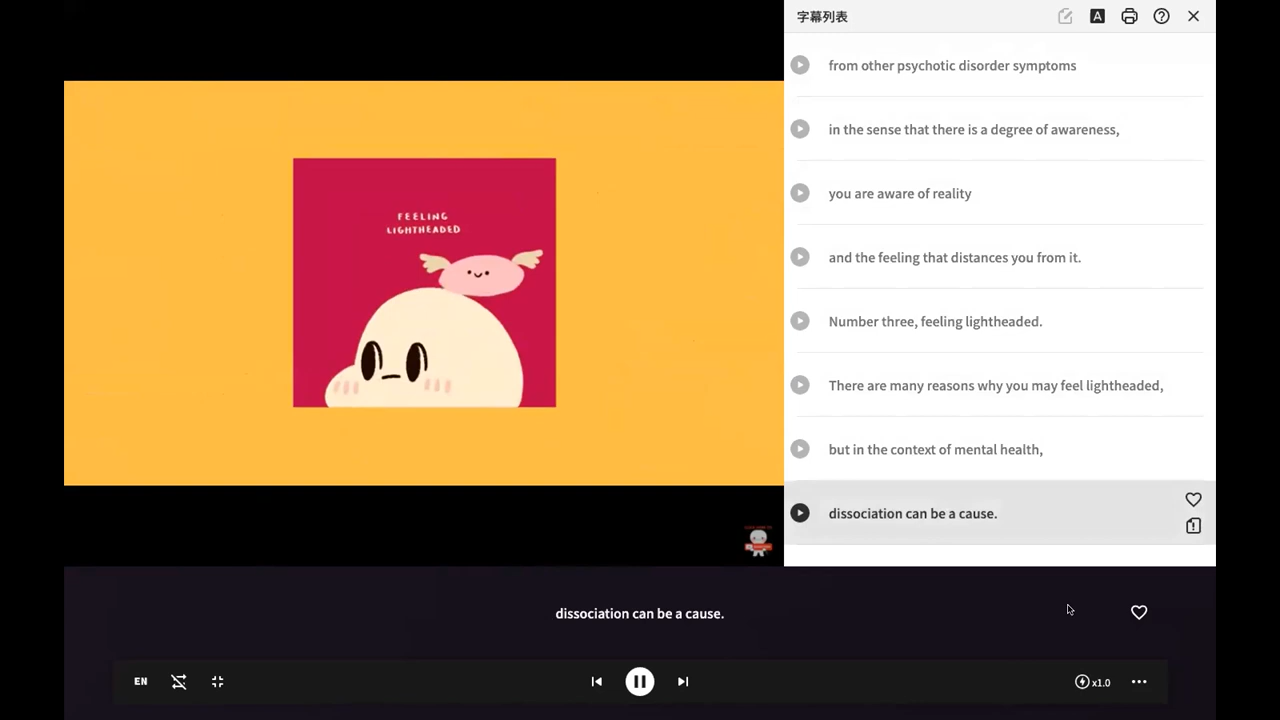 字幕列表
A
from other psychotic disorder symptoms
in the sense that there is a degree of awareness,
you are aware of reality
and the feeling that distances you from it.
Number three, feeling lightheaded.
There are many reasons why you may feel lightheaded,
but in the context of mental health,
dissociation can be a cause.
FEELING
LIGHTHEADED
dissociation can be a cause.
EN
x1.0